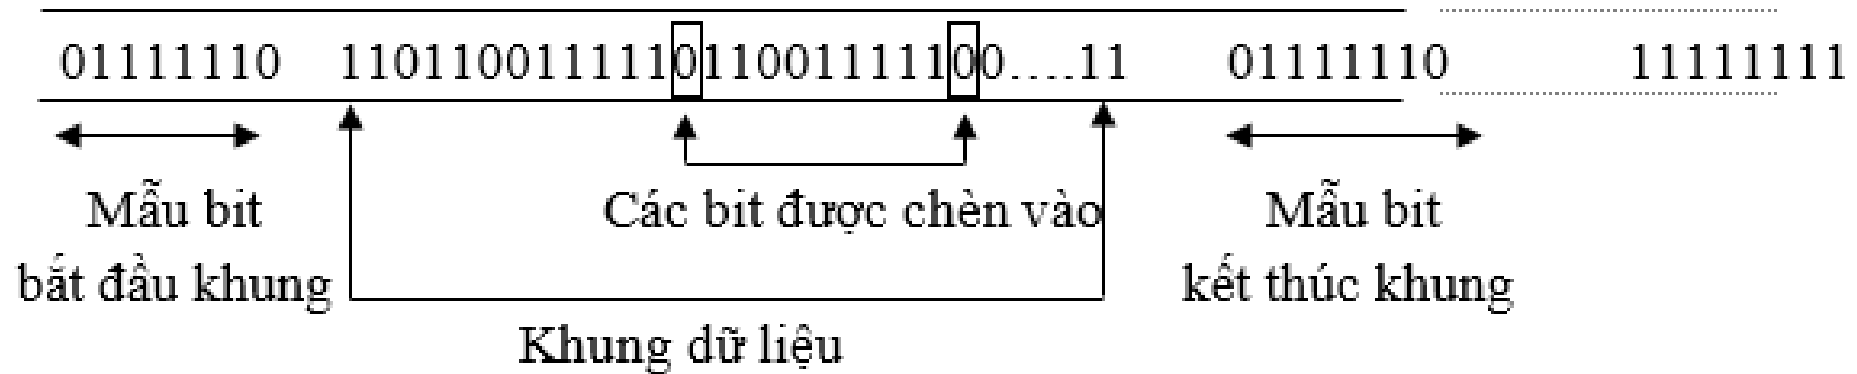 01111110 110110011111011001111100....11 01111110 11111111
Mẫu bit
bắt đầu khung
Các bit được chèn vào
Mẫu bit
kết thúc khung
Khung dữ liệu